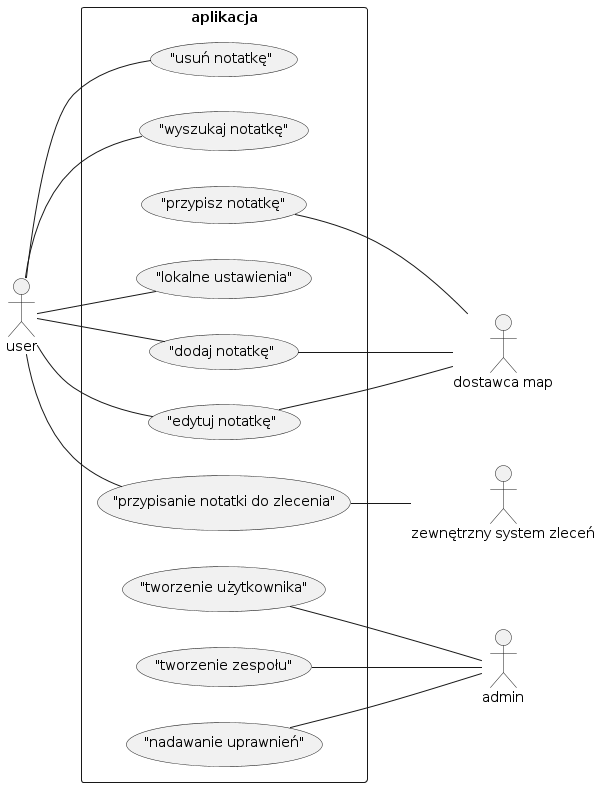 aplikacja
"usuń notatkę"
"wyszukaj notatkę"
"przypisz notatkę"
"lokalne ustawienia"
user
"dodaj notatkę"
dostawca map
"edytuj notatkę"
"przypisanie notatki do zlecenia"
zewnętrzny system zleceń
"tworzenie użytkownika"
"tworzenie zespołu"
admin
"nadawanie uprawnień"